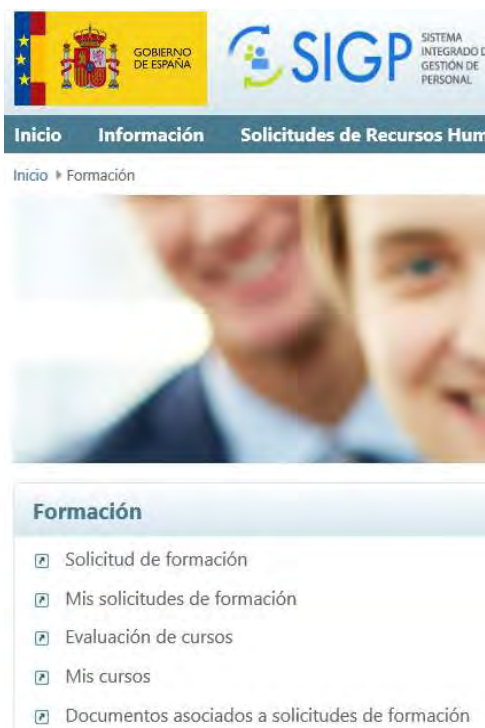 GOBIERNO
DE ESPAÑA
SIGP
SISTEMA
INTEGRADO D
GESTIÓN DE
PERSONAL
Inicio Información Solicitudes de Recursos Hum
Inicio Formación
Formación
Solicitud de formación
Mis solicitudes de formación
Evaluación de cursos
Mis cursos
Documentos asociados a solicitudes de formación